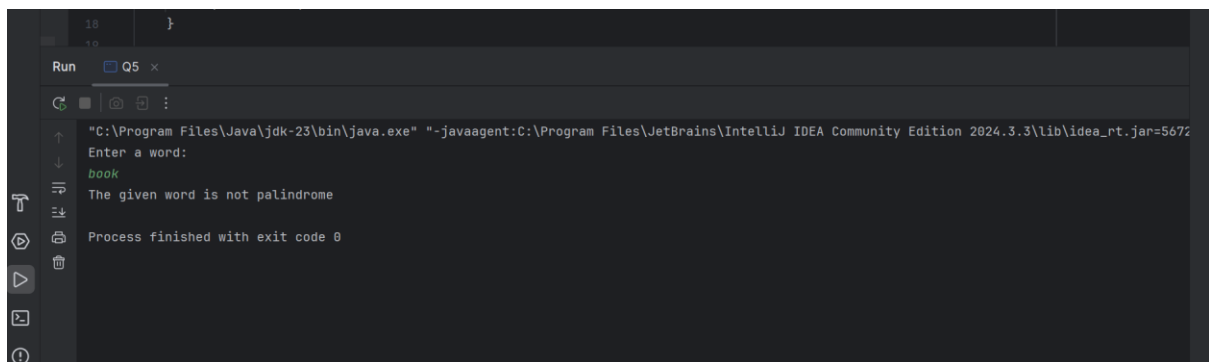 18 }
19
Run Q5 ×
"C:\Program Files\Java\jdk-23\bin\java.exe" "-javaagent:C:\Program Files\JetBrains\IntelliJ IDEA Community Edition 2024.3.3\lib\idea_rt.jar=5672
Enter a word:
book
The given word is not palindrome
Process finished with exit code 0